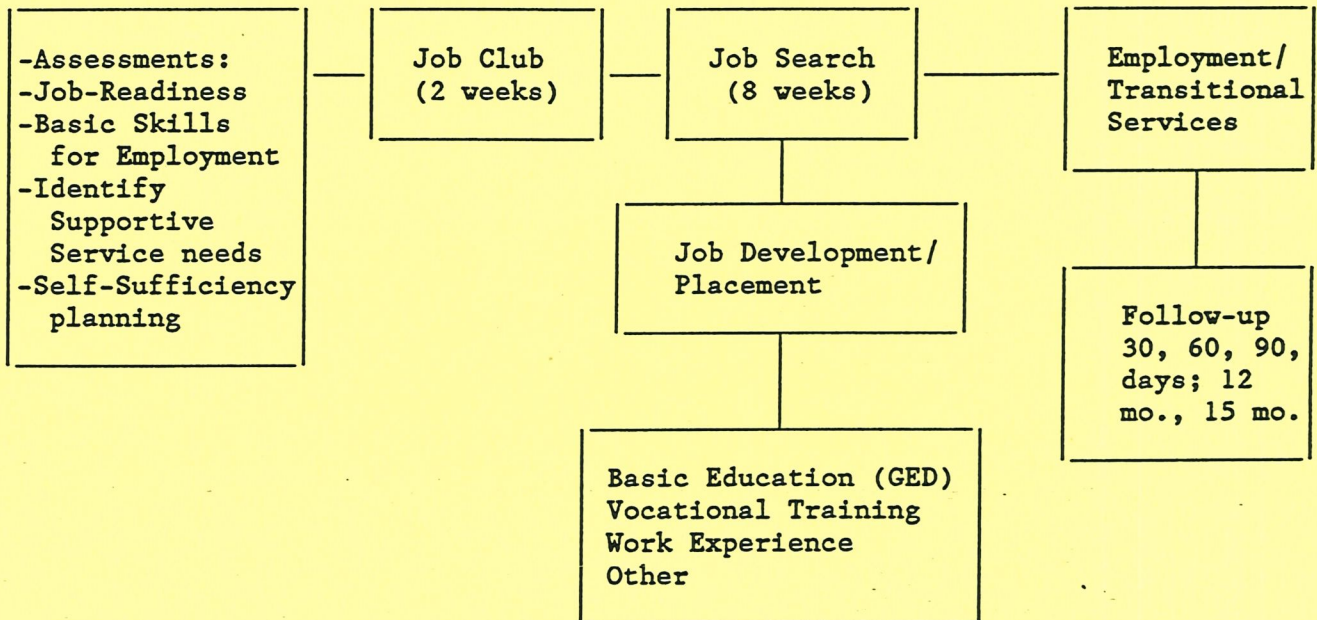 -Assessments:
-Job-Readiness
-Basic Skills
for Employment
-Identify
Supportive
Service needs
-Self-Sufficiency
planning
Job Club
(2 weeks)
Job Search
(8 weeks)
Employment/
Transitional
Services
Job Development/
Placement
Follow-up
30, 60, 90,
days; 12
mo., 15 mo.
Basic Education (GED)
Vocational Training
Work Experience
Other